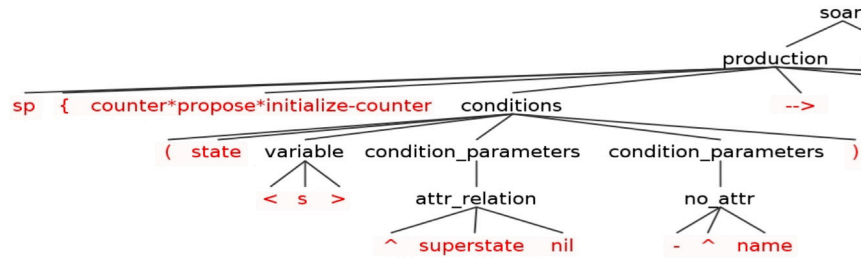 soar
production
sp { counter*propose*initialize-counter conditions -->
( state variable condition_parameters condition_parameters )
< s > attr_relation no_attr
^ superstate nil - ^ name